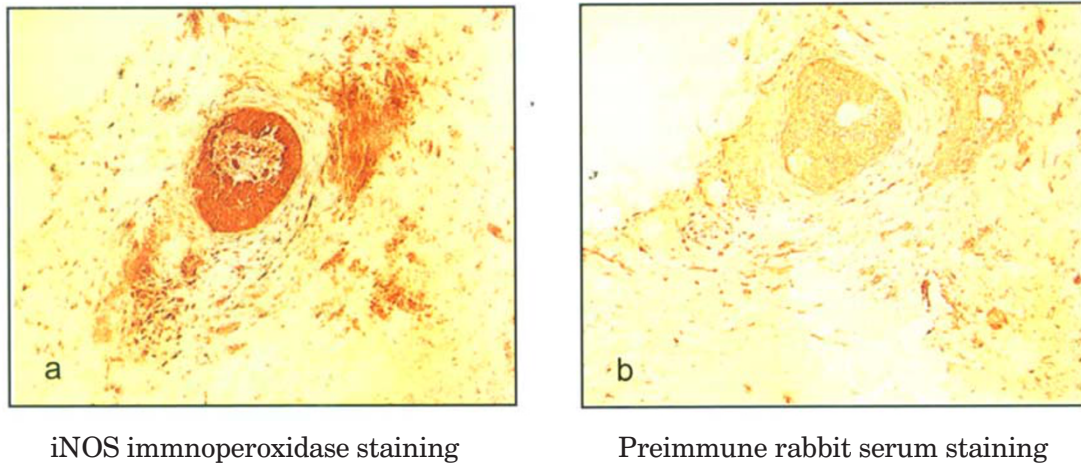 a
b
iNOS immnoperoxidase staining
Preimmune rabbit serum staining